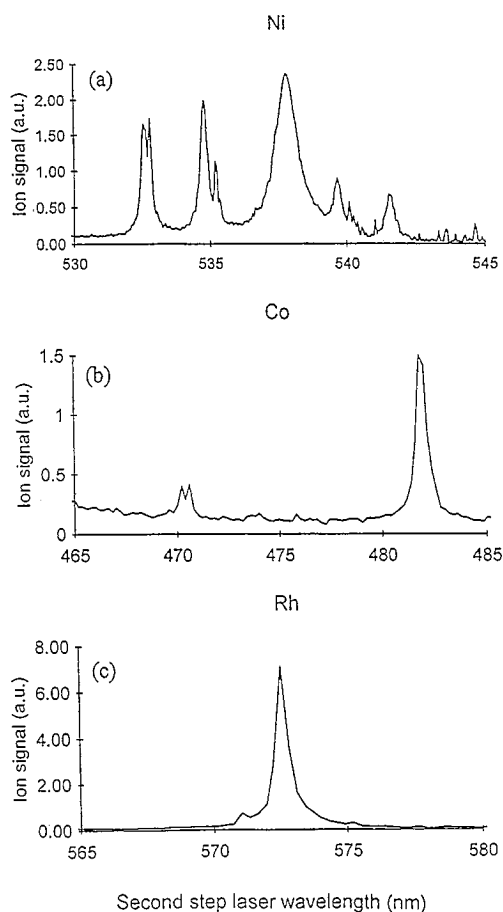 Ni
(a)
Ion signal (a.u.)
2.50
2.00
1.50
1.00
0.50
0.00
530
535
540
545
Co
(b)
Ion signal (a.u.)
1.5
1
0.5
0
465
470
475
480
485
Rh
(c)
Ion signal (a.u.)
8.00
6.00
4.00
2.00
0.00
565
570
575
580
Second step laser wavelength (nm)